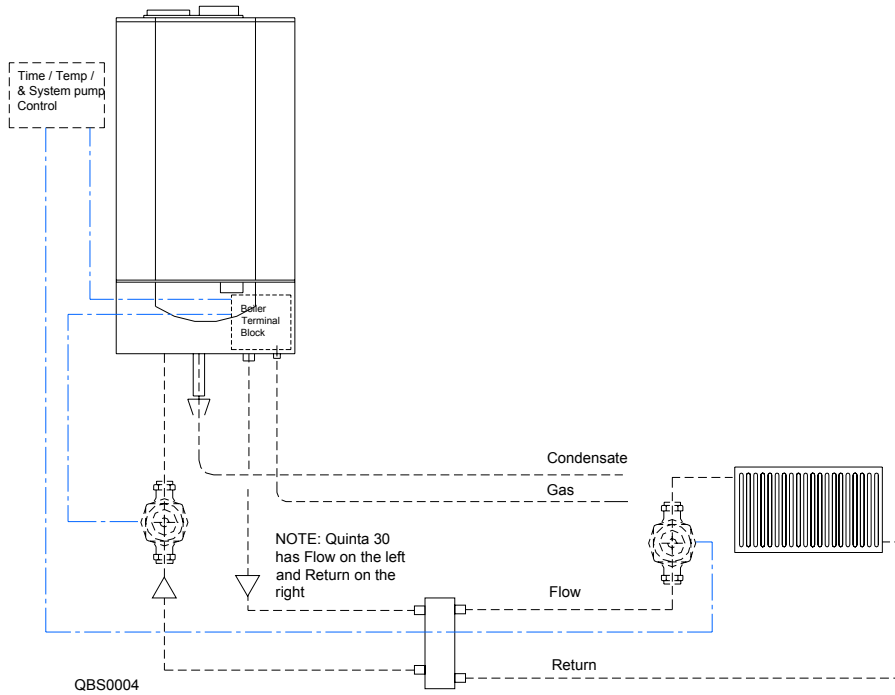 Time / Temp /
& System pump
Control
Boiler
Terminal
Block
Condensate
Gas
NOTE: Quinta 30
has Flow on the left
and Return on the
right
Flow
Return
QBS0004